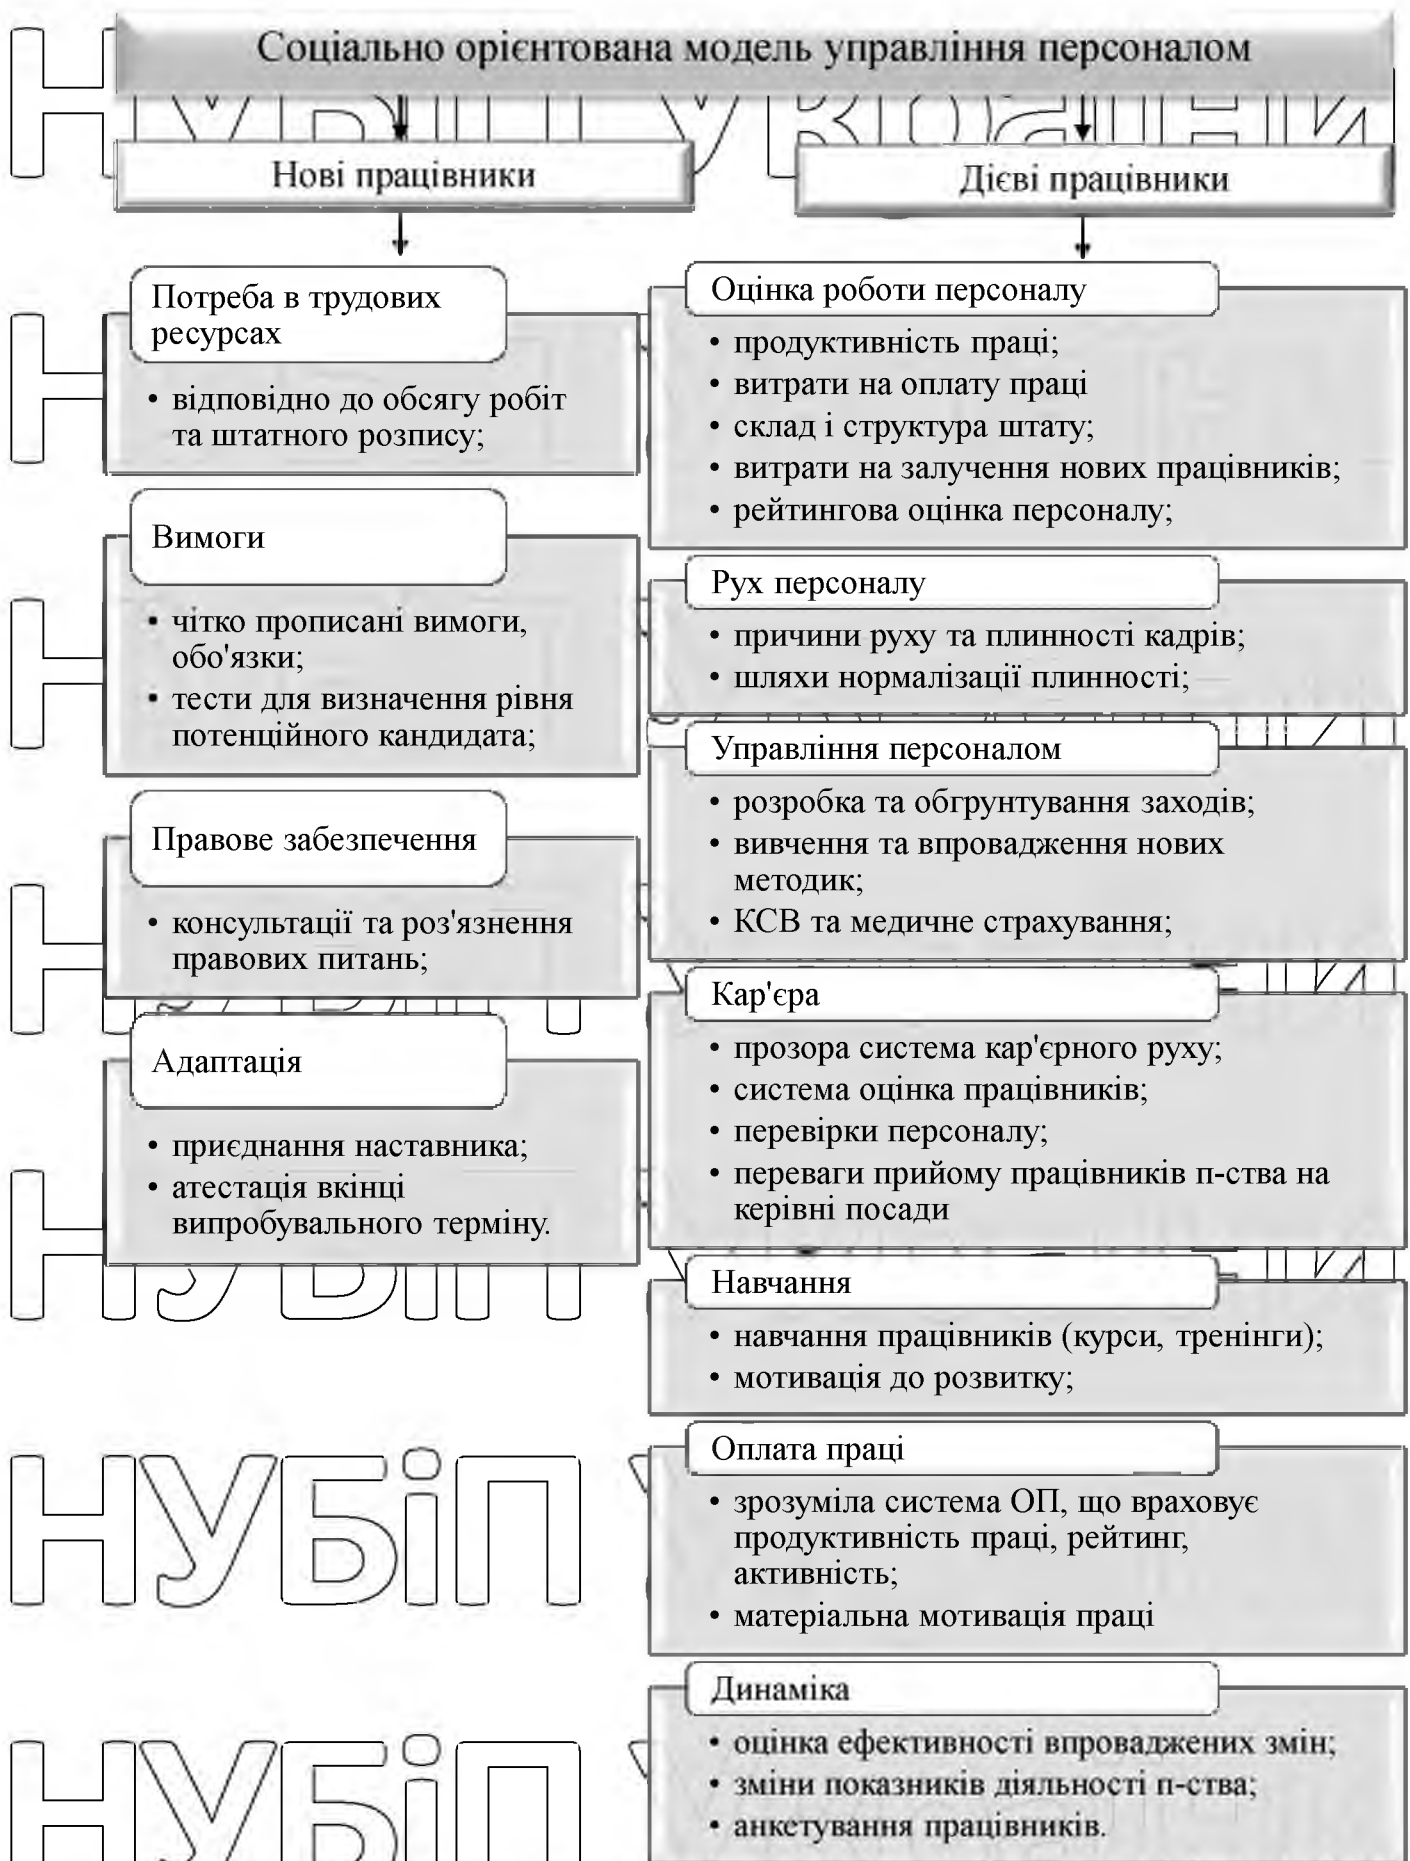 Соціально орієнтована модель управління персоналом
Нові працівники
Дієві працівники
Потреба в трудових
ресурсах
• відповідно до обсягу робіт
та штатного розпису;
Вимоги
• чітко прописані вимоги,
обо'язки;
• тести для визначення рівня
потенційного кандидата;
Правове забезпечення
• консультації та роз'язнення
правових питань;
Адаптація
• приєднання наставника;
• атестація вкінці
випробувального терміну.
Оцінка роботи персоналу
• продуктивність праці;
• витрати на оплату праці
• склад і структура штату;
• витрати на залучення нових працівників;
• рейтингова оцінка персоналу;
Рух персоналу
• причини руху та плинності кадрів;
• шляхи нормалізації плинності;
Управління персоналом
• розробка та обгрунтування заходів;
• вивчення та впровадження нових
методик;
• КСВ та медичне страхування;
Кар'єра
• прозора система кар'єрного руху;
• система оцінка працівників;
• перевірки персоналу;
• переваги прийому працівників п-ства на
керівні посади
Навчання
• навчання працівників (курси, тренінги);
• мотивація до розвитку;
Оплата праці
• зрозуміла система ОП, що враховує
продуктивність праці, рейтинг,
активність;
• матеріальна мотивація праці
Динаміка
• оцінка ефективності впроваджених змін;
• зміни показників діяльності п-ства;
• анкетування працівників.
НУБіП України
НУБіП
НУБіП
НУБіП